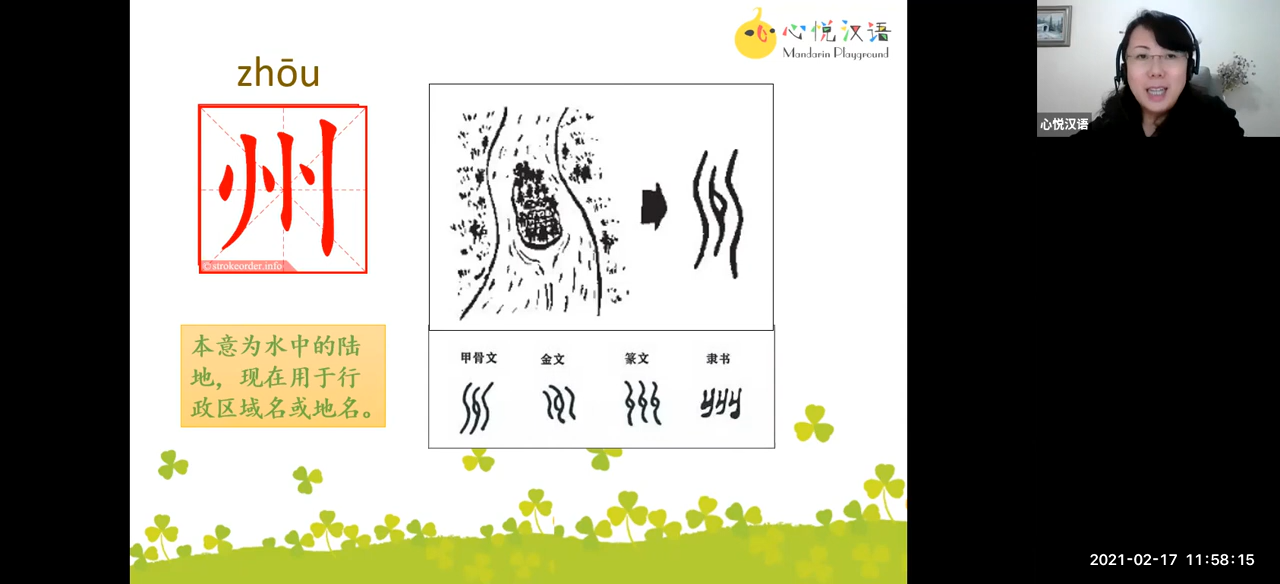 心悦汉语
Mandarin Playground
zhōu
州
© strokeorder.info
本意为水中的陆
地，现在用于行
政区域名或地名。
甲骨文 金文 篆文 隶书
心悦汉语
2021-02-17 11:58:15